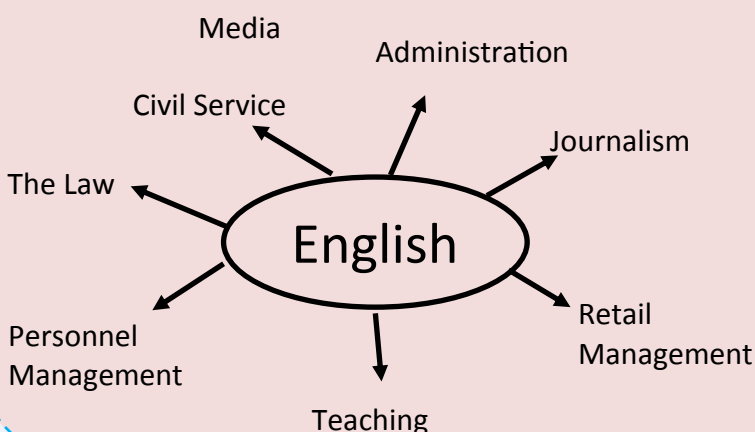 Media
Administration
Civil Service
Journalism
The Law
English
Retail
Management
Personnel
Management
Teaching